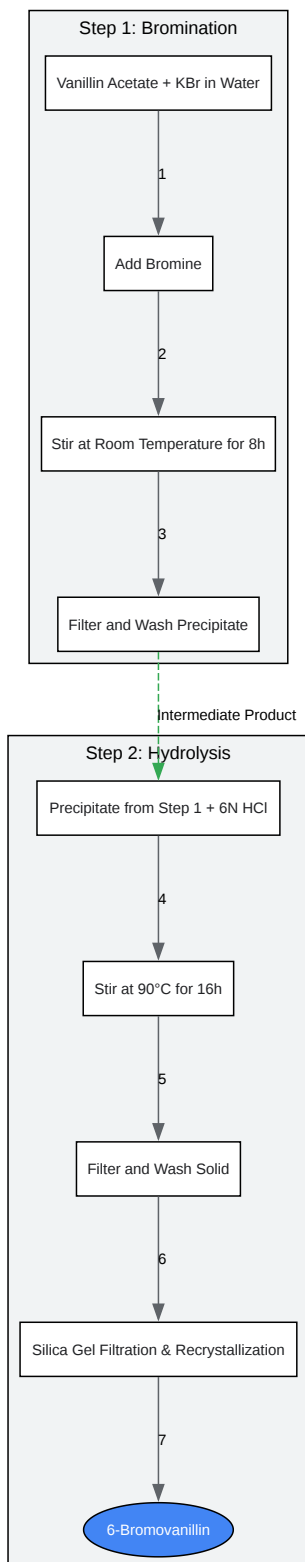 Step 1: Bromination
Vanillin Acetate + KBr in Water
1
Add Bromine
2
Stir at Room Temperature for 8h
3
Filter and Wash Precipitate
Intermediate Product
Step 2: Hydrolysis
Precipitate from Step 1 + 6N HCl
4
Stir at 90°C for 16h
5
Filter and Wash Solid
6
Silica Gel Filtration & Recrystallization
7
6-Bromovanillin